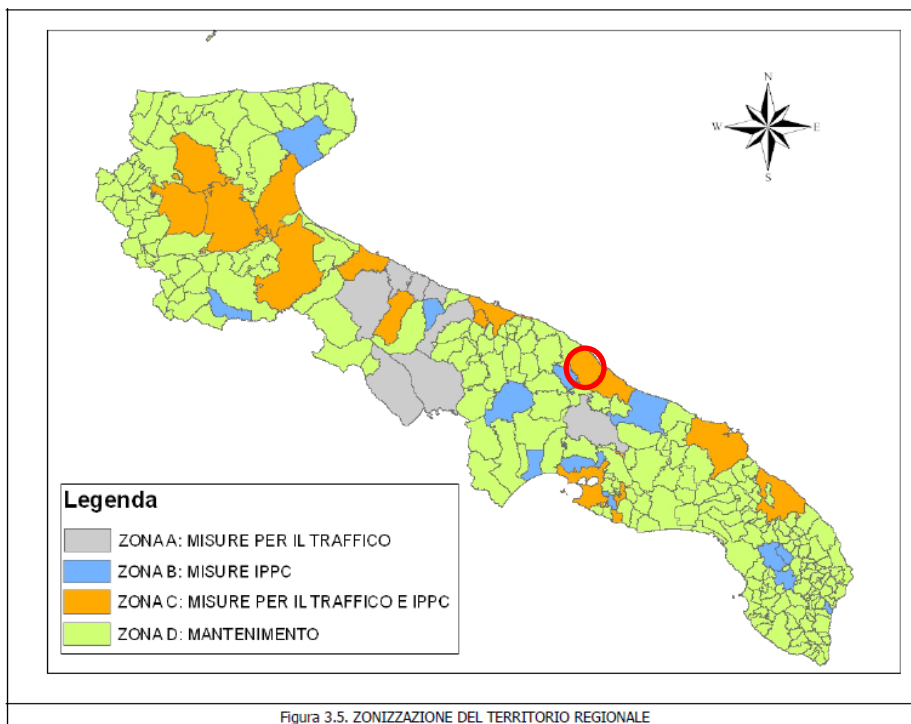 N
W
E
S
Legenda
ZONA A: MISURE PER IL TRAFFICO
ZONA B: MISURE IPPC
ZONA C: MISURE PER IL TRAFFICO E IPPC
ZONA D: MANTENIMENTO
Figura 3.5. ZONIZZAZIONE DEL TERRITORIO REGIONALE